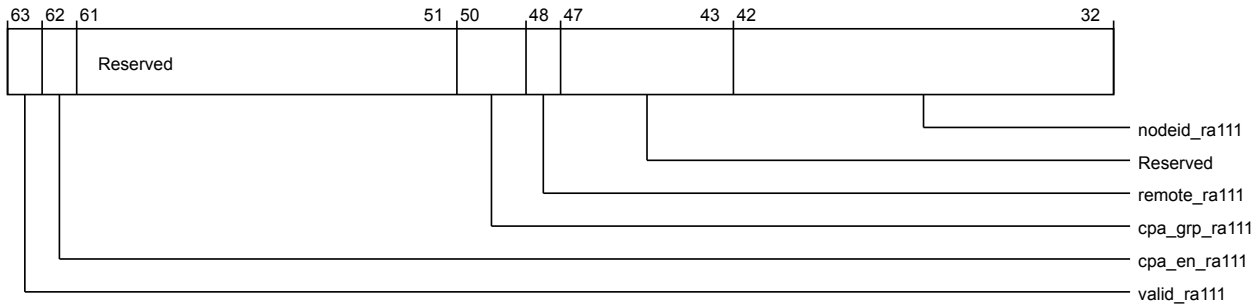 63 62 61 51 50 48 47 43 42 32
Reserved
nodeid_ra111
Reserved
remote_ra111
cpa_grp_ra111
cpa_en_ra111
valid_ra111